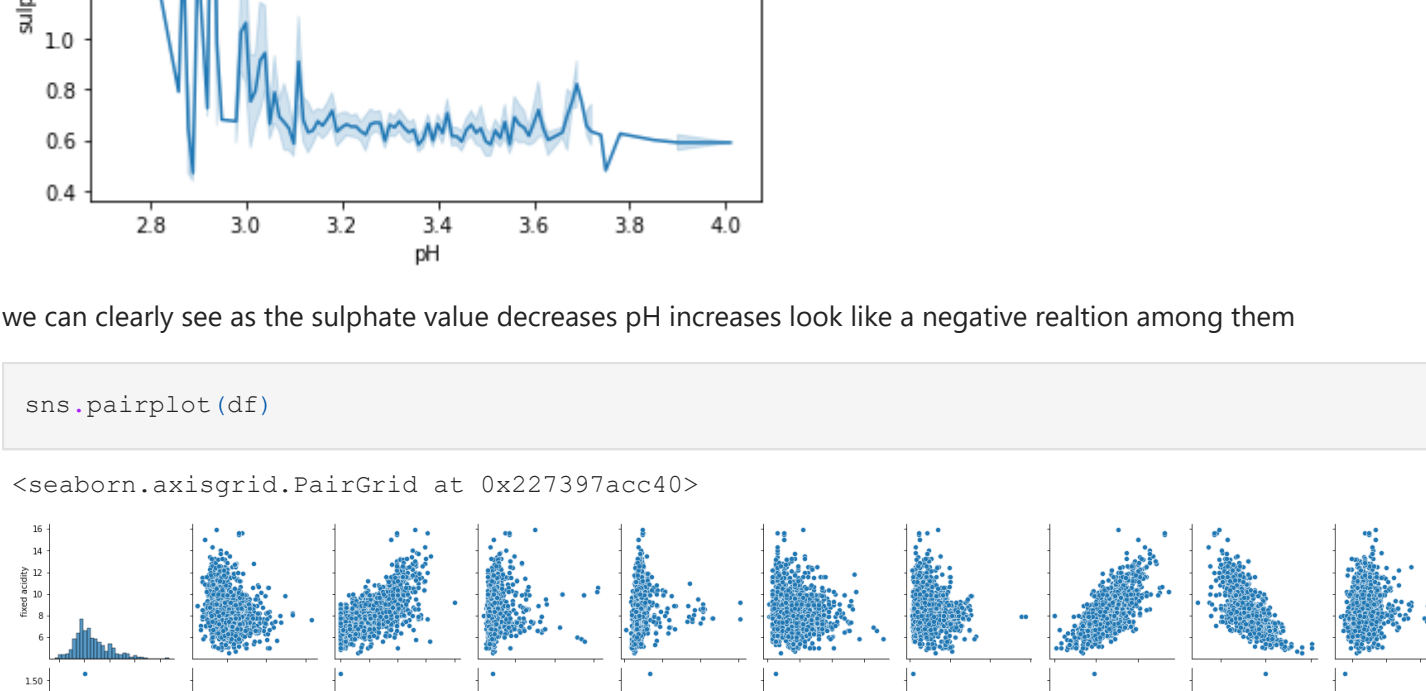 1.0
0.8
0.6
0.4
2.8 3.0 3.2 3.4 3.6 3.8 4.0
pH
we can clearly see as the sulphate value decreases pH increases look like a negative realtion among them
sns.pairplot(df)
<seaborn.axisgrid.PairGrid at 0x227397acc40>
16
14
12
10
8
6
fixed acidity
1.50